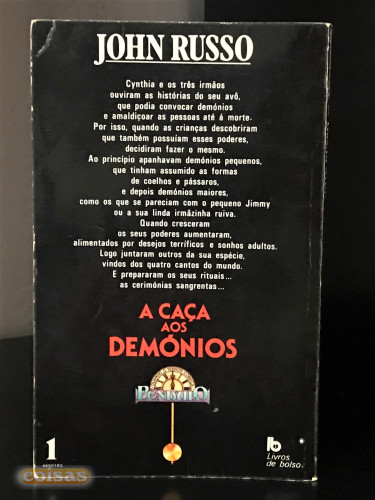 JOHN RUSSO
Cynthia e os três irmãos
ouviram as histórias do seu avô,
que podia convocar demónios
e amaldiçoar as pessoas até á morte.
Por isso, quando as crianças descobriram
que também possuíam esses poderes,
decidiram fazer o mesmo.
Ao princípio apanhavam demónios pequenos,
que tinham assumido as formas
de coelhos e pássaros,
e depois demónios maiores,
como os que se pareciam com o pequeno Jimmy
ou a sua linda irmãzinha ruiva.
Quando cresceram
os seus poderes aumentaram,
alimentados por desejos terríficos e sonhos adultos.
Logo juntaram outros da sua espécie,
vindos dos quatro cantos do mundo.
E prepararam os seus rituais...
as cerimónias sangrentas...
A CAÇA
AOS
DEMÓNIOS
PÊNDULO
1
coisas
Livros
de bolso